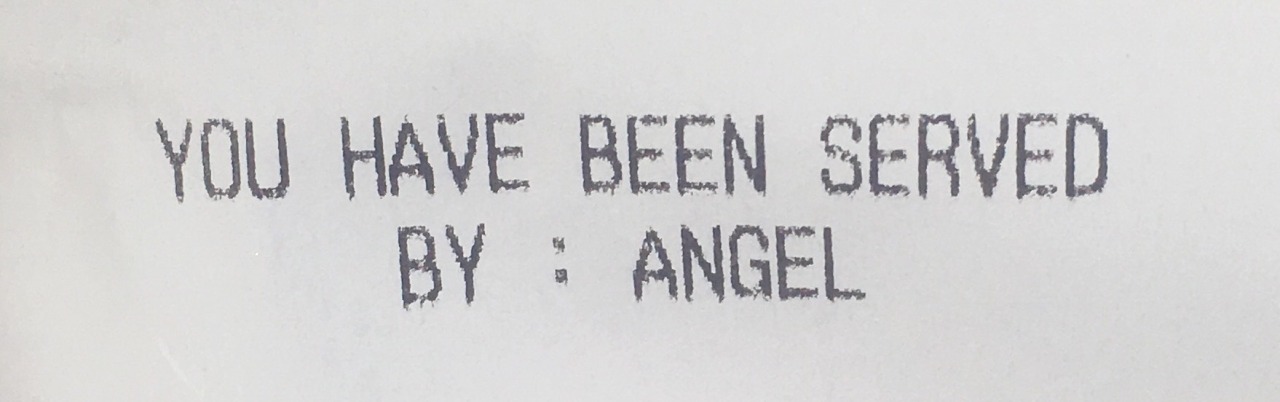 YOU HAVE BEEN SERVED
BY : ANGEL